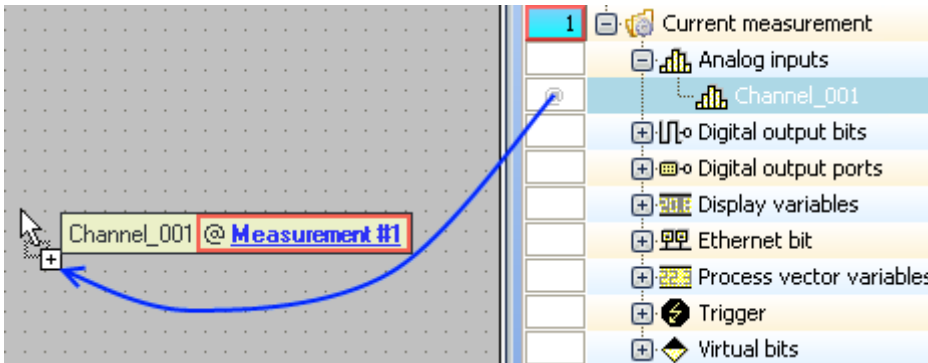 1 Current measurement
Analog inputs
@ Channel_001
Digital output bits
Digital output ports
Display variables
Ethernet bit
Process vector variables
Trigger
Virtual bits
Channel_001 @ Measurement #1